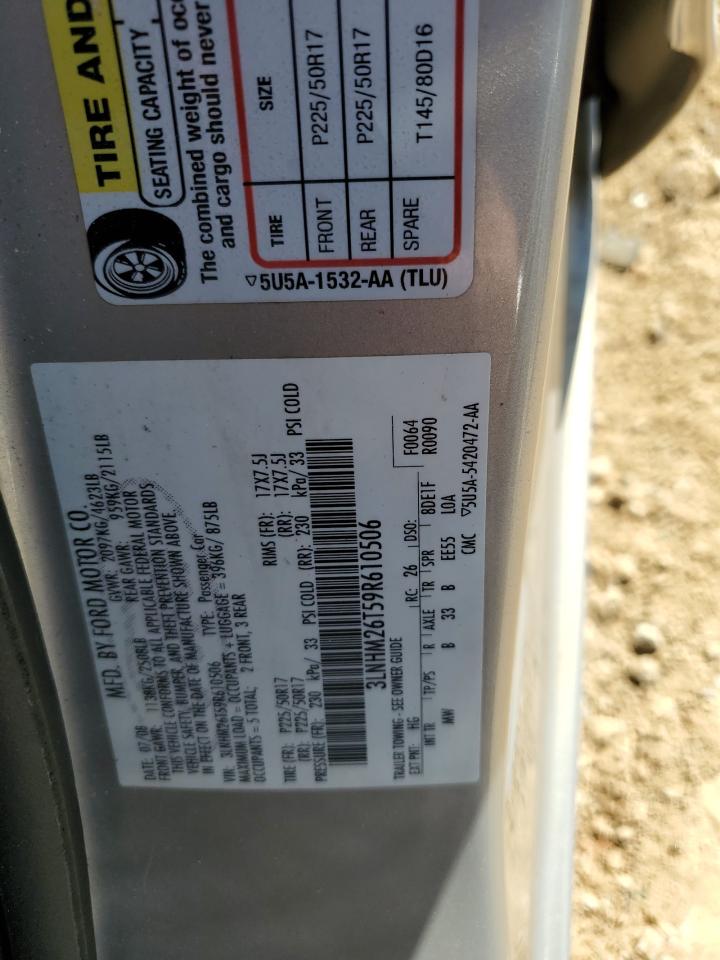 TIRE AND
SEATING CAPACITY
The combined weight of occ
and cargo should never
TIRE SIZE
FRONT P225/50R17
REAR P225/50R17
SPARE T145/80D16
5U5A-1532-AA (TLU)
MFD. BY FORD MOTOR CO.
DATE: 07/08 GVWR: 2097KG/4623LB
FRONT GAWR: 1138KG/2508LB REAR GAWR: 959KG/2115LB
THIS VEHICLE CONFORMS TO ALL APPLICABLE FEDERAL MOTOR
VEHICLE SAFETY, BUMPER, AND THEFT PREVENTION STANDARDS
IN EFFECT ON THE DATE OF MANUFACTURE SHOWN ABOVE.
VIN: 3LNHM26T59R610506 TYPE: Passenger Car
MAXIMUM LOAD = OCCUPANTS + LUGGAGE = 396KG/ 875LB
OCCUPANTS = 5 TOTAL: 2 FRONT, 3 REAR
TIRE (FR): P225/50R17 RIMS (FR): 17X7.5J
(RR): P225/50R17 (RR): 17X7.5J
PRESSURE (FR): 230 kPa/ 33 PSI COLD (RR): 230 kPa/ 33 PSI COLD
3LNHM26T59R610506
TRAILER TOWING - SEE OWNER GUIDE F0064
EXT PNT: HG RC: 26 DSO: 8DE1F R0090
INT TR TP/PS R AXLE TR SPR
MW B 33 B EE55 LOA
CMC 5U5A-5420472-AA